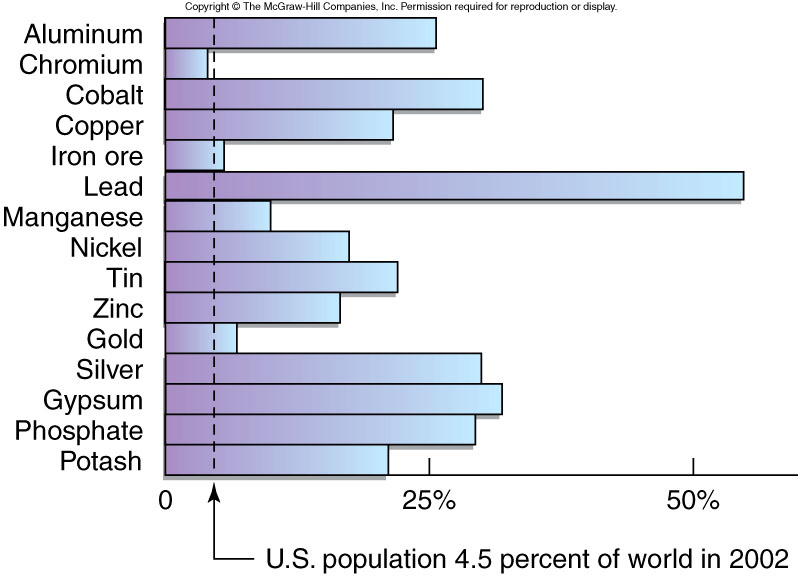 Copyright © The McGraw-Hill Companies, Inc. Permission required for reproduction or display.
Aluminum
Chromium
Cobalt
Copper
Iron ore
Lead
Manganese
Nickel
Tin
Zinc
Gold
Silver
Gypsum
Phosphate
Potash
0 25% 50%
U.S. population 4.5 percent of world in 2002